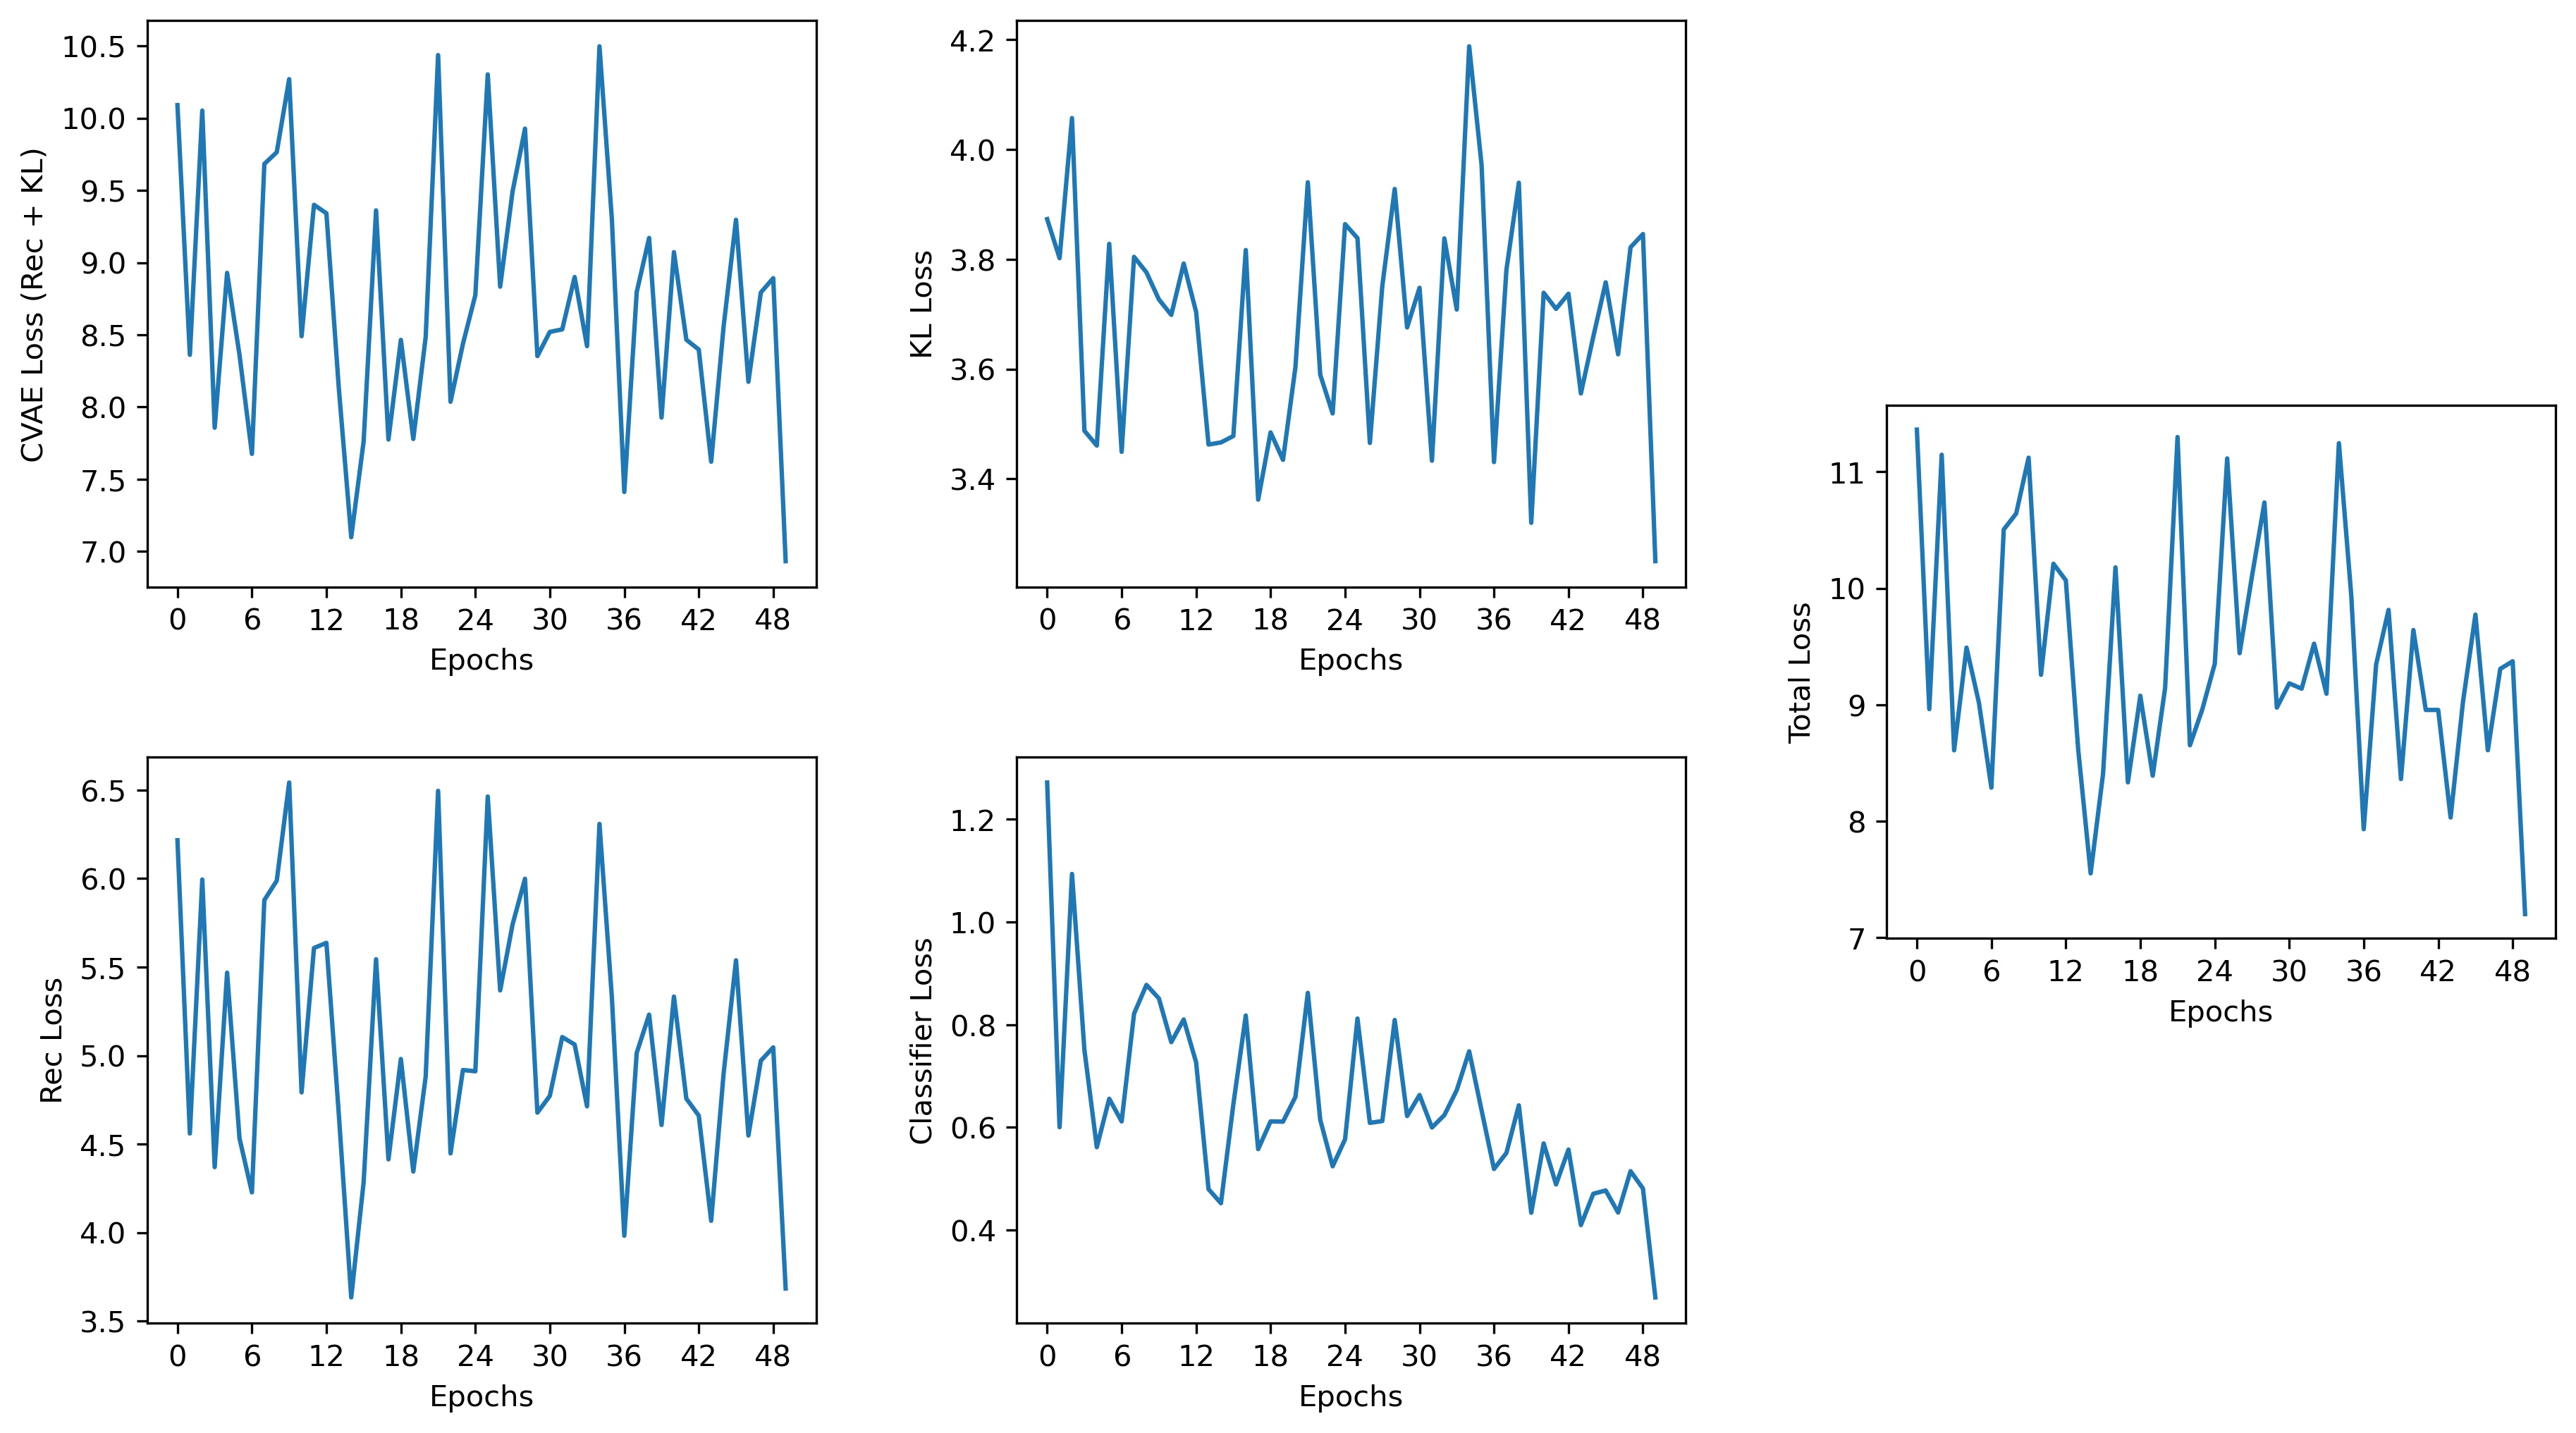 CVAE Loss (Rec + KL)
10.5
10.0
9.5
9.0
8.5
8.0
7.5
7.0
0 6 12 18 24 30 36 42 48
Epochs
KL Loss
4.2
4.0
3.8
3.6
3.4
0 6 12 18 24 30 36 42 48
Epochs
Rec Loss
6.5
6.0
5.5
5.0
4.5
4.0
3.5
0 6 12 18 24 30 36 42 48
Epochs
Classifier Loss
1.2
1.0
0.8
0.6
0.4
0 6 12 18 24 30 36 42 48
Epochs
Total Loss
11
10
9
8
7
0 6 12 18 24 30 36 42 48
Epochs